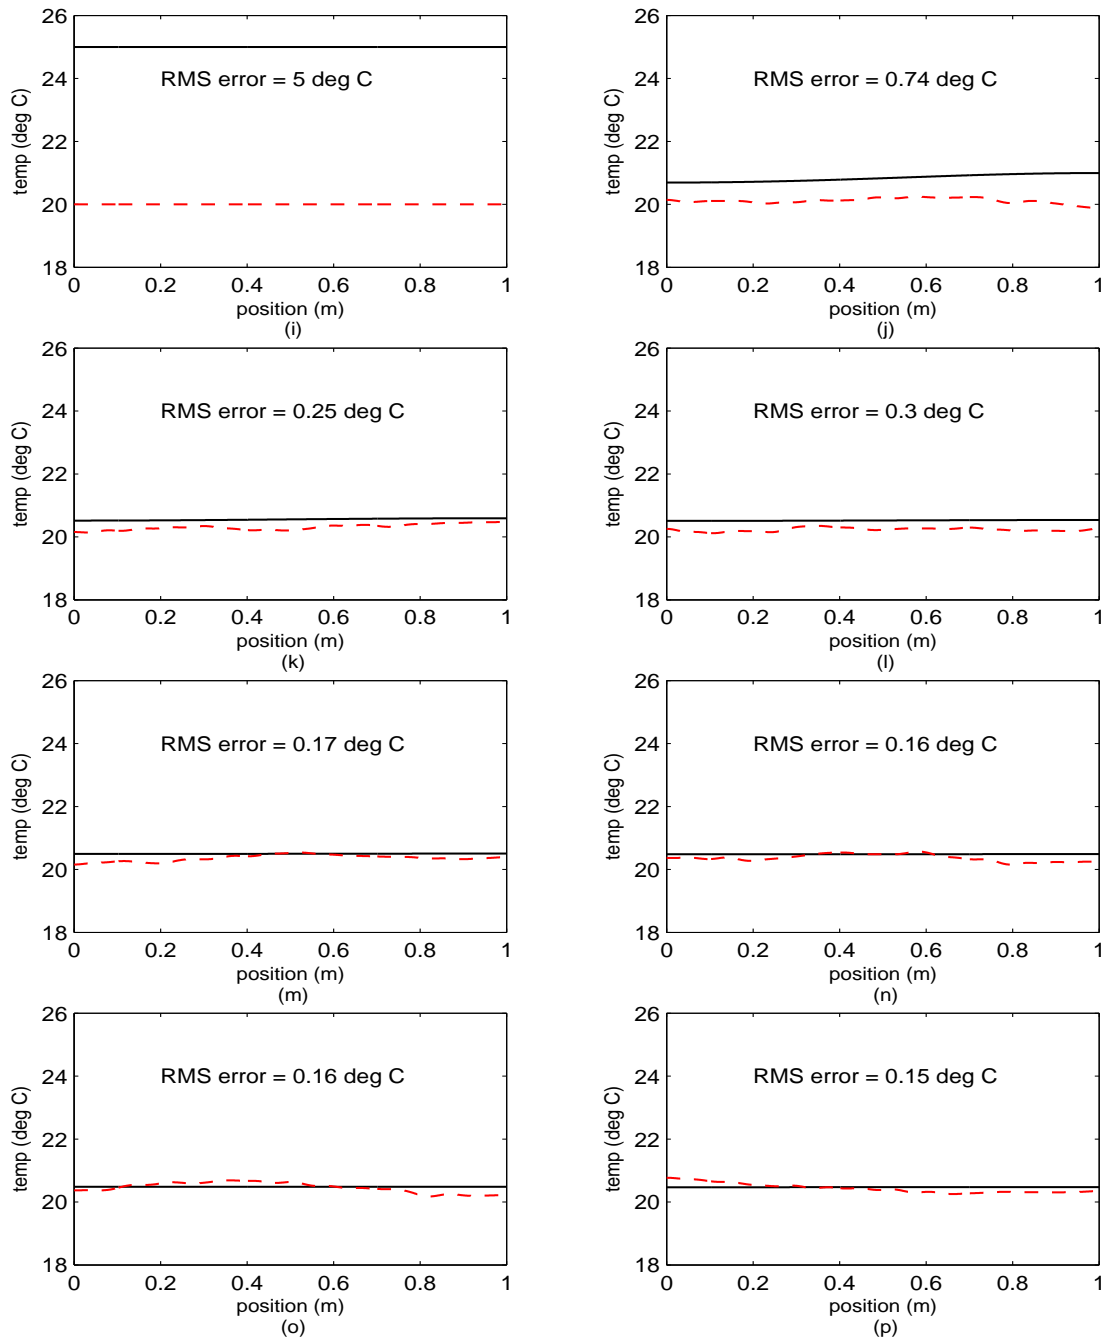 26
24
22
20
18
temp (deg C)
RMS error = 5 deg C
0 0.2 0.4 0.6 0.8 1
position (m)
(i)
26
24
22
20
18
temp (deg C)
RMS error = 0.74 deg C
0 0.2 0.4 0.6 0.8 1
position (m)
(j)
26
24
22
20
18
temp (deg C)
RMS error = 0.25 deg C
0 0.2 0.4 0.6 0.8 1
position (m)
(k)
26
24
22
20
18
temp (deg C)
RMS error = 0.3 deg C
0 0.2 0.4 0.6 0.8 1
position (m)
(l)
26
24
22
20
18
temp (deg C)
RMS error = 0.17 deg C
0 0.2 0.4 0.6 0.8 1
position (m)
(m)
26
24
22
20
18
temp (deg C)
RMS error = 0.16 deg C
0 0.2 0.4 0.6 0.8 1
position (m)
(n)
26
24
22
20
18
temp (deg C)
RMS error = 0.16 deg C
0 0.2 0.4 0.6 0.8 1
position (m)
(o)
26
24
22
20
18
temp (deg C)
RMS error = 0.15 deg C
0 0.2 0.4 0.6 0.8 1
position (m)
(p)